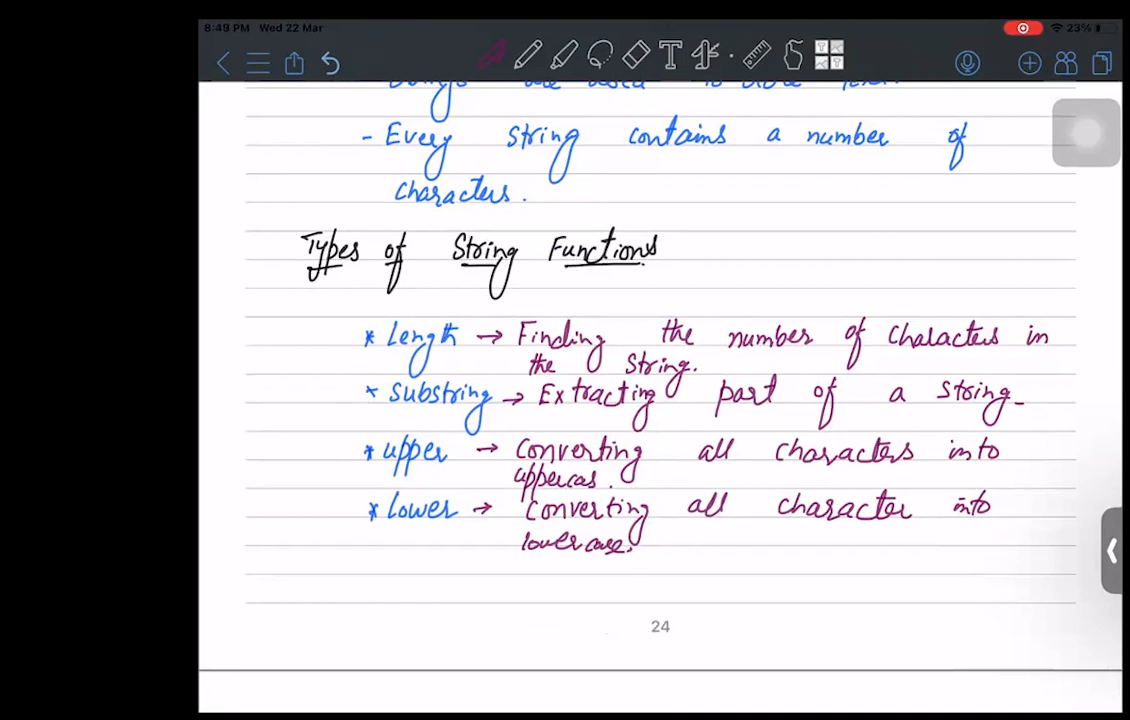 8:49 PM Wed 22 Mar
23%
- Every string contains a number of
characters.
Types of String Functions
* Length → Finding the number of characters in
the String.
* Substring → Extracting part of a string.
* upper → Converting all characters into
uppercas.
* Lower → Converting all character into
lowercase.
24